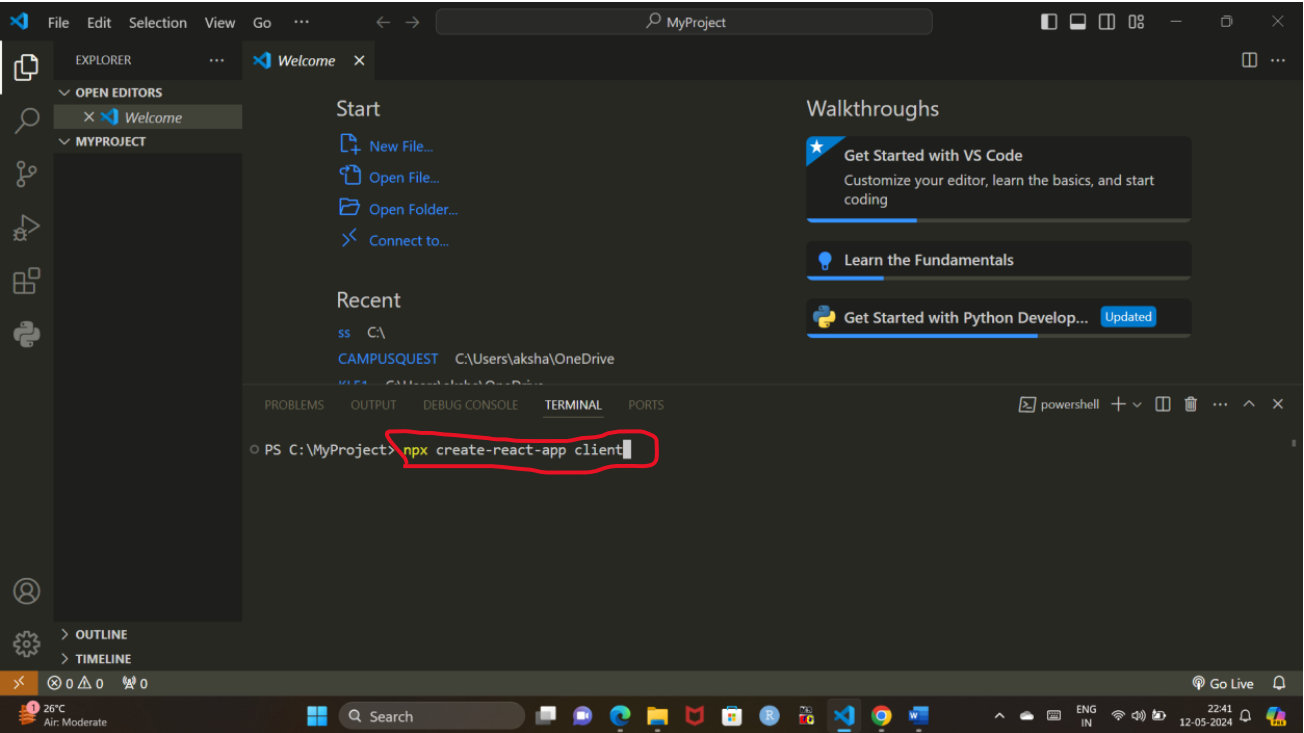 File Edit Selection View Go ··· MyProject
EXPLORER ···
OPEN EDITORS
Welcome
MYPROJECT
OUTLINE
TIMELINE
Welcome
Start
New File...
Open File...
Open Folder...
Connect to...
Recent
ss C:\
CAMPUSQUEST C:\Users\aksha\OneDrive
Walkthroughs
Get Started with VS Code
Customize your editor, learn the basics, and start
coding
Learn the Fundamentals
Get Started with Python Develop... Updated
PROBLEMS OUTPUT DEBUG CONSOLE TERMINAL PORTS powershell
PS C:\MyProject> npx create-react-app client
0 0 0 Go Live
1 26°C
Air: Moderate
Search
ENG
IN
22:41
12-05-2024